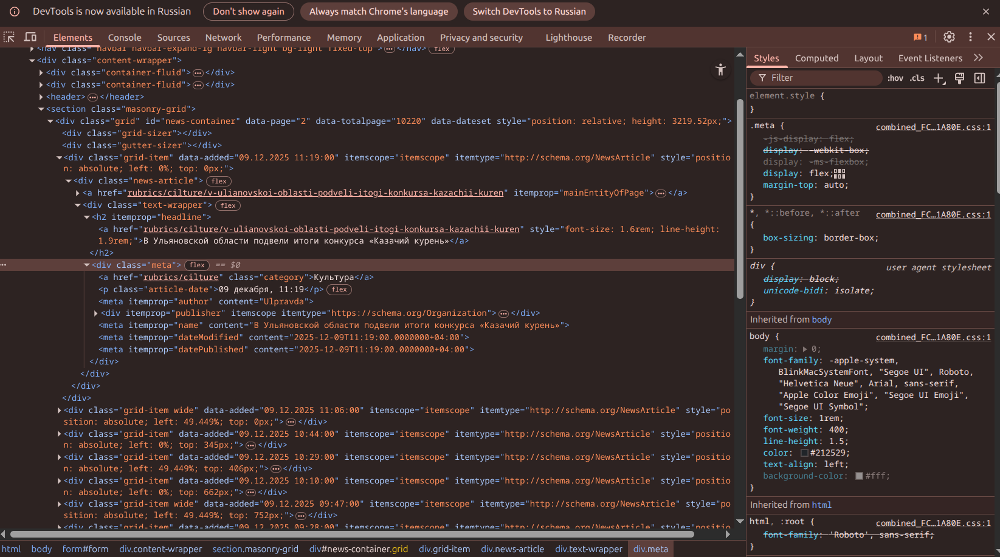 DevTools is now available in Russian
Don't show again
Always match Chrome's language
Switch DevTools to Russian
Elements
Console
Sources
Network
Performance
Memory
Application
Privacy and security
Lighthouse
Recorder
1
<nav class="navbar navbar-expand-lg navbar-light bg-light fixed-top"> </nav> flex
<div class="content-wrapper">
<div class="container-fluid"> </div>
<div class="container-fluid"> </div>
<header> </header>
<section class="masonry-grid">
<div class="grid" id="news-container" data-page="2" data-totalpage="10220" data-dateset style="position: relative; height: 3219.52px;">
<div class="grid-sizer"></div>
<div class="gutter-sizer"></div>
<div class="grid-item" data-added="09.12.2025 11:19:00" itemscope="itemscope" itemtype="http://schema.org/NewsArticle" style="positio
n: absolute; left: 0%; top: 0px;">
<div class="news-article"> flex
<a href="rubrics/cilture/v-ulianovskoi-oblasti-podveli-itogi-konkursa-kazachii-kuren" itemprop="mainEntityOfPage"> </a>
<div class="text-wrapper"> flex
<h2 itemprop="headline">
<a href="rubrics/cilture/v-ulianovskoi-oblasti-podveli-itogi-konkursa-kazachii-kuren" style="font-size: 1.6rem; line-height:
1.9rem;">В Ульяновской области подвели итоги конкурса «Казачий курень»</a>
</h2>
<div class="meta"> flex == $0
<a href="rubrics/cilture" class="category">Культура</a>
<p class="article-date">09 декабря, 11:19</p> flex
<meta itemprop="author" content="Ulpravda">
<div itemprop="publisher" itemscope itemtype="https://schema.org/Organization"> </div>
<meta itemprop="name" content="В Ульяновской области подвели итоги конкурса «Казачий курень»">
<meta itemprop="dateModified" content="2025-12-09T11:19:00.0000000+04:00">
<meta itemprop="datePublished" content="2025-12-09T11:19:00.0000000+04:00">
</div>
</div>
</div>
</div>
<div class="grid-item wide" data-added="09.12.2025 11:06:00" itemscope="itemscope" itemtype="http://schema.org/NewsArticle" style="po
sition: absolute; left: 49.449%; top: 0px;"> </div>
<div class="grid-item" data-added="09.12.2025 10:44:00" itemscope="itemscope" itemtype="http://schema.org/NewsArticle" style="positio
n: absolute; left: 0%; top: 345px;"> </div>
<div class="grid-item" data-added="09.12.2025 10:29:00" itemscope="itemscope" itemtype="http://schema.org/NewsArticle" style="positio
n: absolute; left: 49.449%; top: 406px;"> </div>
<div class="grid-item" data-added="09.12.2025 10:10:00" itemscope="itemscope" itemtype="http://schema.org/NewsArticle" style="positio
n: absolute; left: 0%; top: 662px;"> </div>
<div class="grid-item wide" data-added="09.12.2025 09:47:00" itemscope="itemscope" itemtype="http://schema.org/NewsArticle" style="po
sition: absolute; left: 49.449%; top: 752px;"> </div>
<div class="grid-item" data-added="09.12.2025 09:28:00" itemscope="itemscope" itemtype="http://schema.org/NewsArticle" style="positio
html body form#form div.content-wrapper section.masonry-grid div#news-container.grid div.grid-item div.news-article div.text-wrapper div.meta
Styles
Computed
Layout
Event Listeners
Filter
:hov
.cls
element.style {
}
.meta { combined_FC…1A80E.css:1
-js-display: flex;
display: -webkit-box;
display: -ms-flexbox;
display: flex;
margin-top: auto;
}
*, *::before, *::after combined_FC…1A80E.css:1
{
box-sizing: border-box;
}
div { user agent stylesheet
display: block;
unicode-bidi: isolate;
}
Inherited from body
body { combined_FC…1A80E.css:1
margin: 0;
font-family: -apple-system,
BlinkMacSystemFont, "Segoe UI", Roboto,
"Helvetica Neue", Arial, sans-serif,
"Apple Color Emoji", "Segoe UI Emoji",
"Segoe UI Symbol";
font-size: 1rem;
font-weight: 400;
line-height: 1.5;
color: #212529;
text-align: left;
background-color: #fff;
}
Inherited from html
html, :root { combined_FC…1A80E.css:1
font-family: 'Roboto', sans-serif;
}